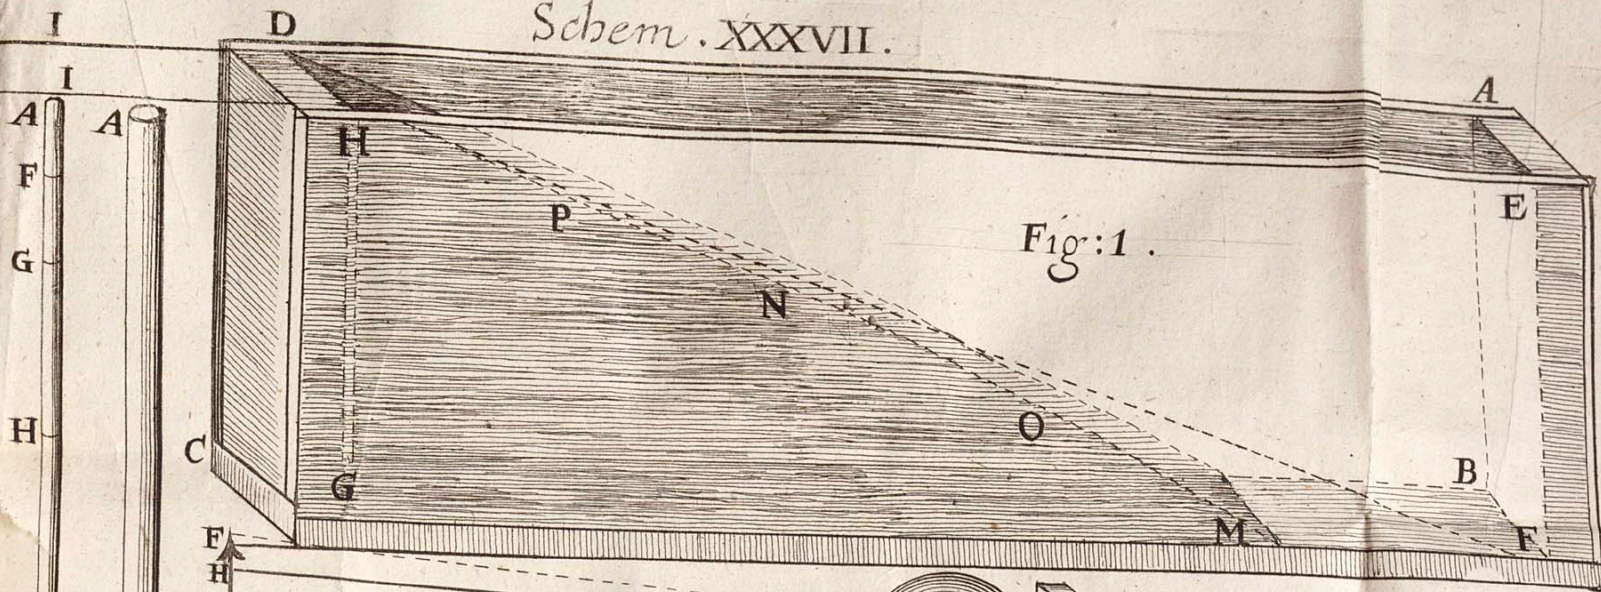 I D Schem. XXXVII.
I
A A A
H
F
P E
G Fig: 1.
N
O
H
C B
G
M F
F
H